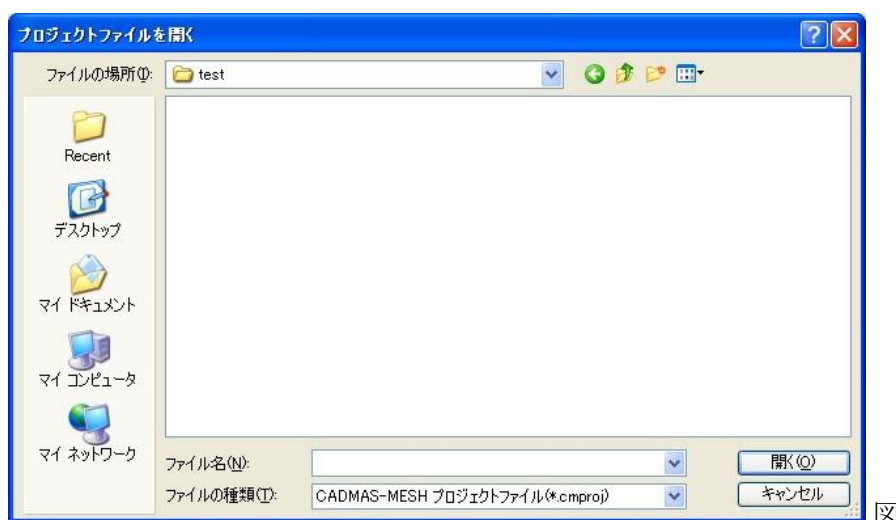 プロジェクトファイルを開く
ファイルの場所(I):
test
Recent
デスクトップ
マイ ドキュメント
マイ コンピュータ
マイ ネットワーク
ファイル名(N):
開く(O)
ファイルの種類(T):
CADMAS-MESH プロジェクトファイル(*.cmproj)
キャンセル
図